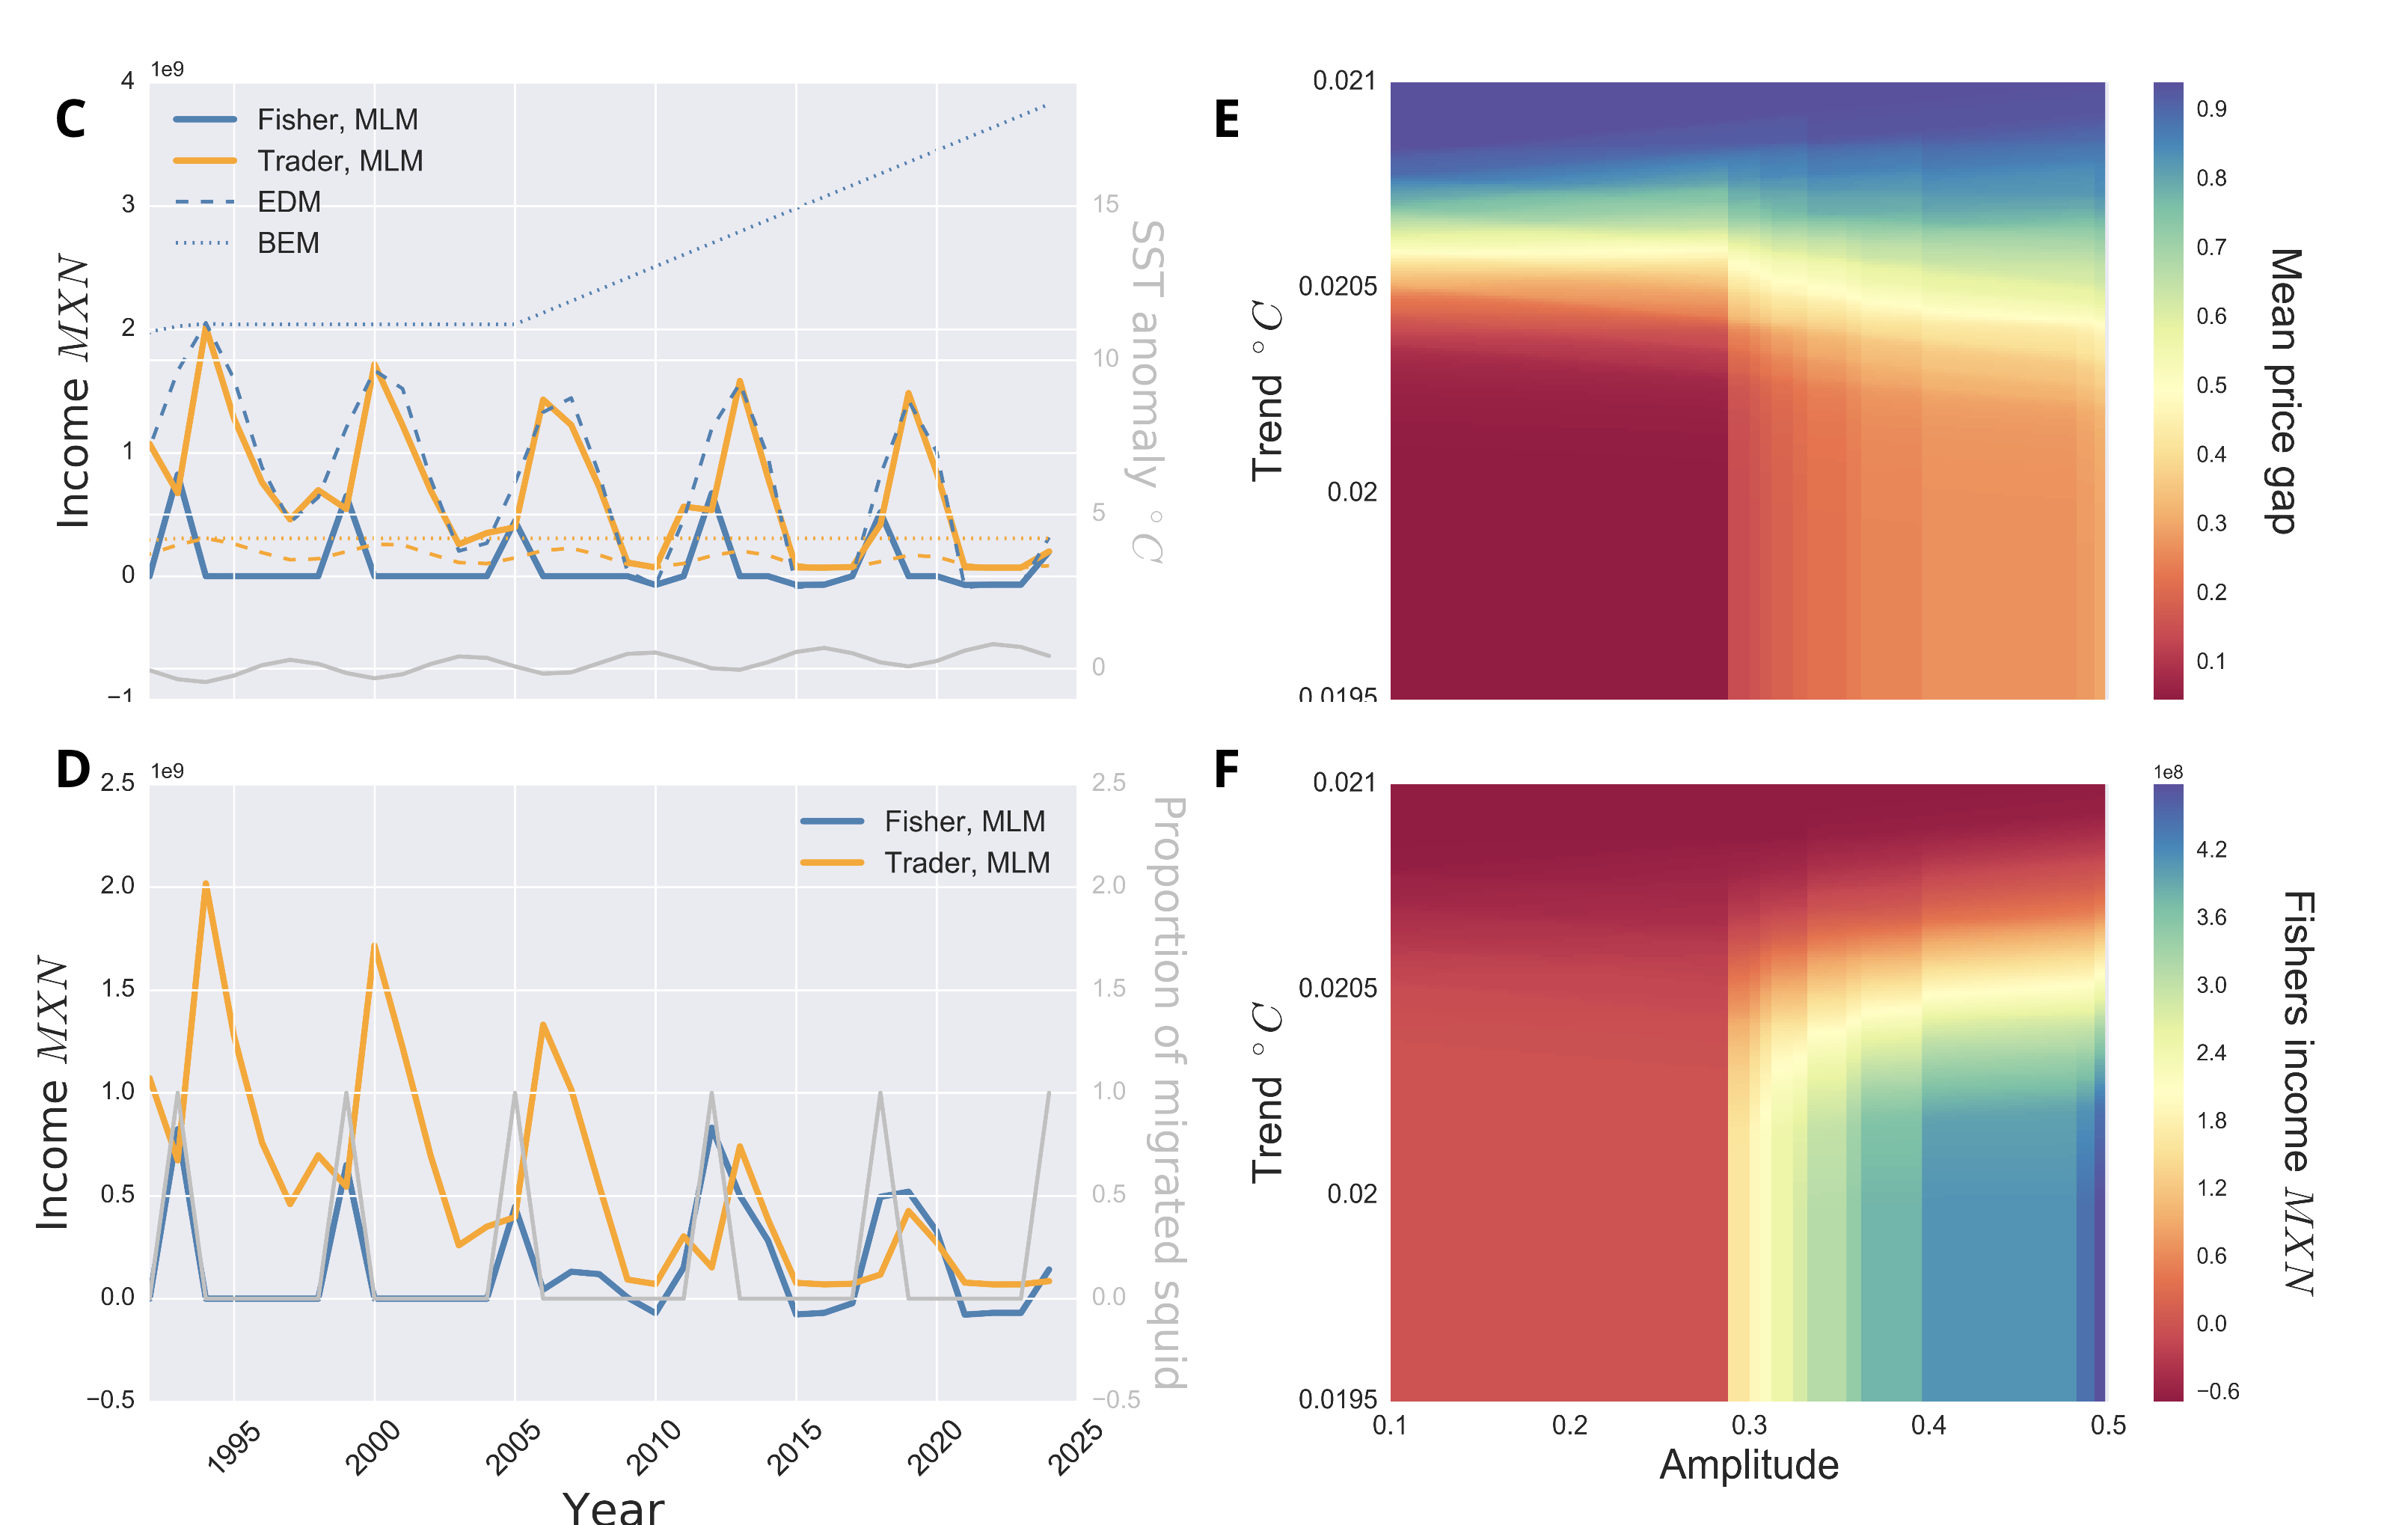 C
1e9
4
3
2
1
0
−1
Income MXN
Fisher, MLM
Trader, MLM
EDM
BEM
15
10
5
0
SST anomaly °C
E
0.021
0.0205
0.02
0.0195
Trend °C
0.9
0.8
0.7
0.6
0.5
0.4
0.3
0.2
0.1
Mean price gap
D
1e9
2.5
2.0
1.5
1.0
0.5
0.0
−0.5
Income MXN
Fisher, MLM
Trader, MLM
2.5
2.0
1.5
1.0
0.5
0.0
−0.5
Proportion of migrated squid
1995
2000
2005
2010
2015
2020
2025
Year
F
0.021
0.0205
0.02
0.0195
Trend °C
0.1
0.2
0.3
0.4
0.5
Amplitude
1e8
4.2
3.6
3.0
2.4
1.8
1.2
0.6
0.0
−0.6
Fishers income MXN